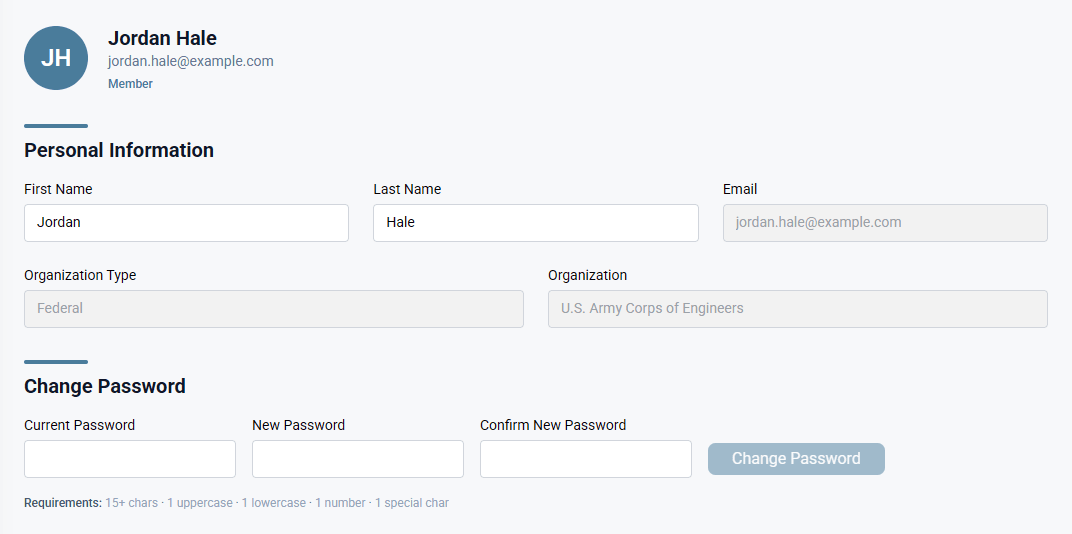 JH
Jordan Hale
jordan.hale@example.com
Member
Personal Information
First Name Last Name Email
Jordan Hale jordan.hale@example.com
Organization Type Organization
Federal U.S. Army Corps of Engineers
Change Password
Current Password New Password Confirm New Password
Change Password
Requirements: 15+ chars · 1 uppercase · 1 lowercase · 1 number · 1 special char